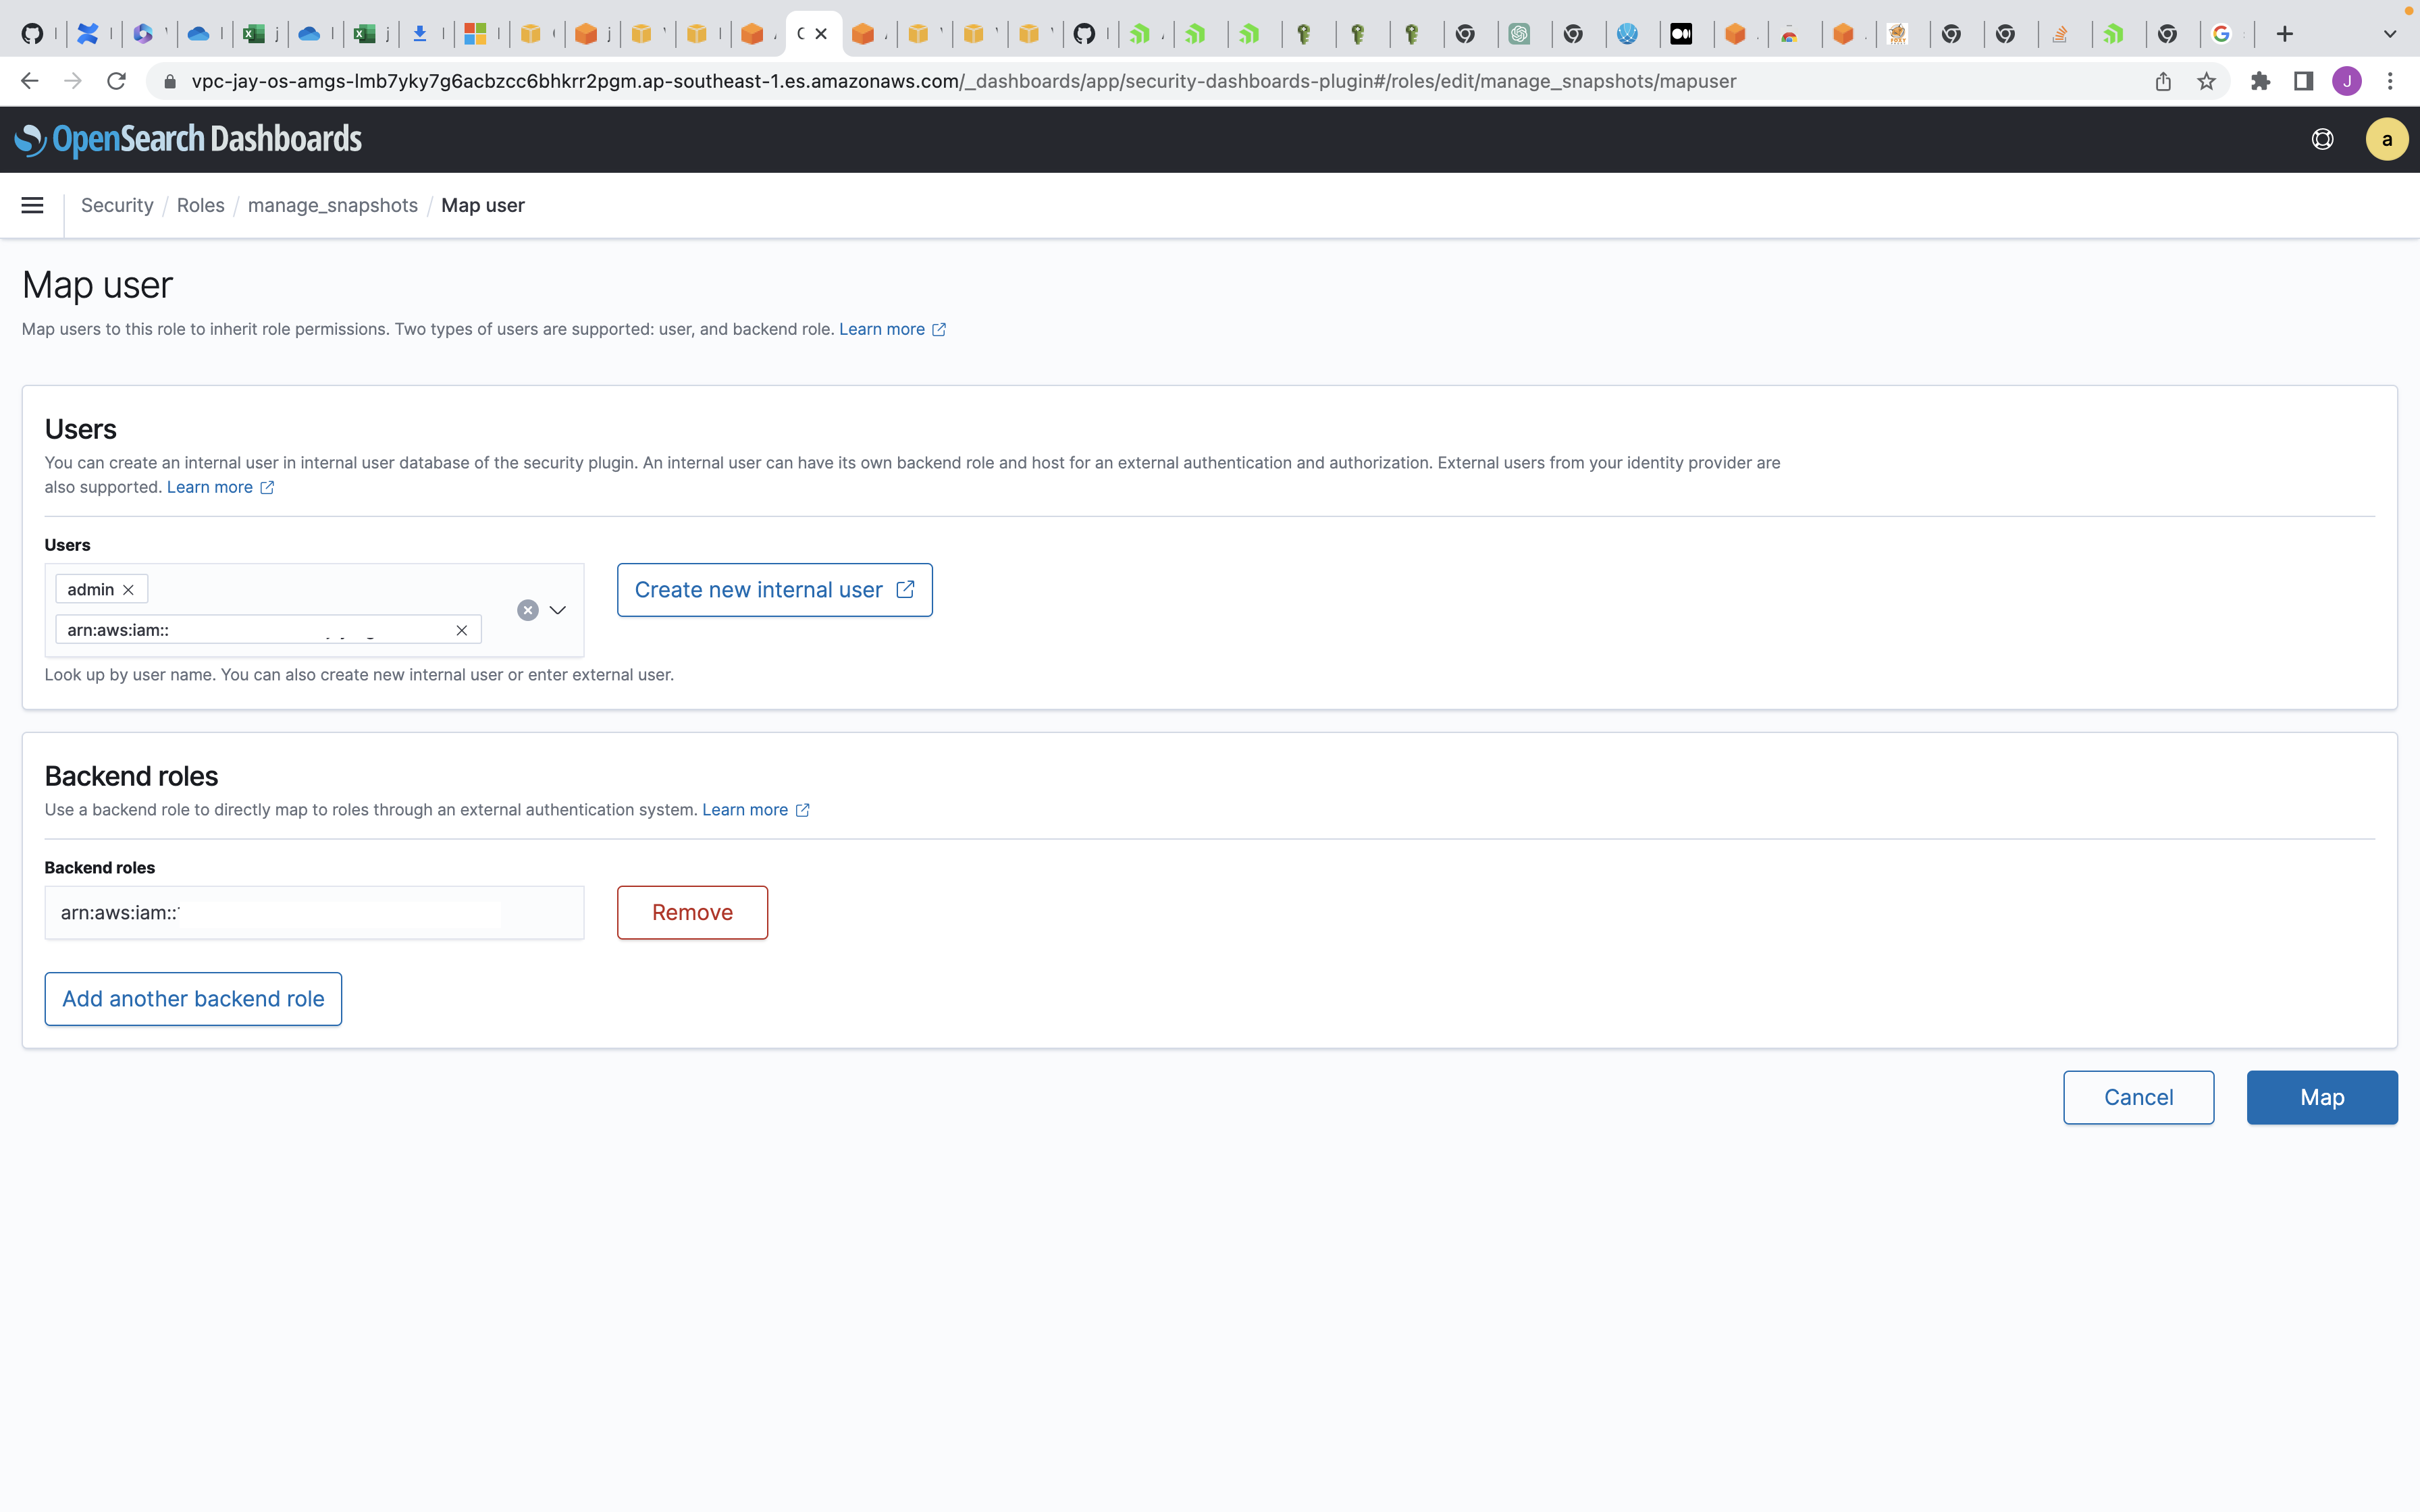 vpc-jay-os-amgs-lmb7yky7g6acbzcc6bhkrr2pgm.ap-southeast-1.es.amazonaws.com/_dashboards/app/security-dashboards-plugin#/roles/edit/manage_snapshots/mapuser
J
OpenSearch Dashboards
a
Security / Roles / manage_snapshots / Map user
Map user
Map users to this role to inherit role permissions. Two types of users are supported: user, and backend role. Learn more
Users
You can create an internal user in internal user database of the security plugin. An internal user can have its own backend role and host for an external authentication and authorization. External users from your identity provider are
also supported. Learn more
Users
admin
Create new internal user
arn:aws:iam::
Look up by user name. You can also create new internal user or enter external user.
Backend roles
Use a backend role to directly map to roles through an external authentication system. Learn more
Backend roles
arn:aws:iam::
Remove
Add another backend role
Cancel
Map